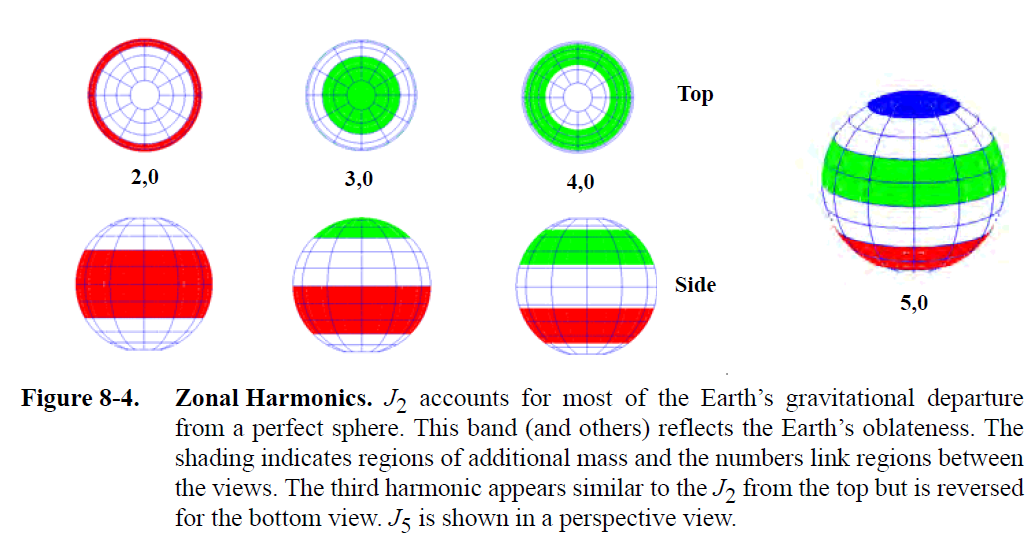 Top
2,0
3,0
4,0
Side
5,0
Figure 8-4. Zonal Harmonics. J2 accounts for most of the Earth's gravitational departure
from a perfect sphere. This band (and others) reflects the Earth's oblateness. The
shading indicates regions of additional mass and the numbers link regions between
the views. The third harmonic appears similar to the J2 from the top but is reversed
for the bottom view. J5 is shown in a perspective view.